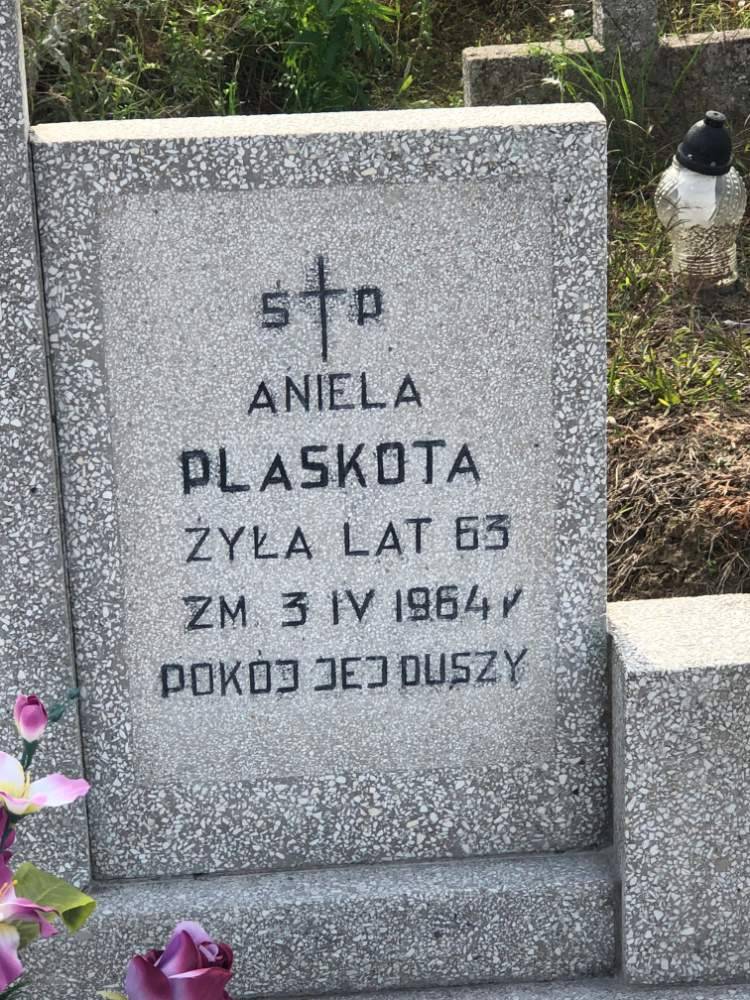 Ś P
ANIELA
PLASKOTA
ŻYŁA LAT 63
ZM. 3 IV 1964 r
POKÓJ JEJ DUSZY